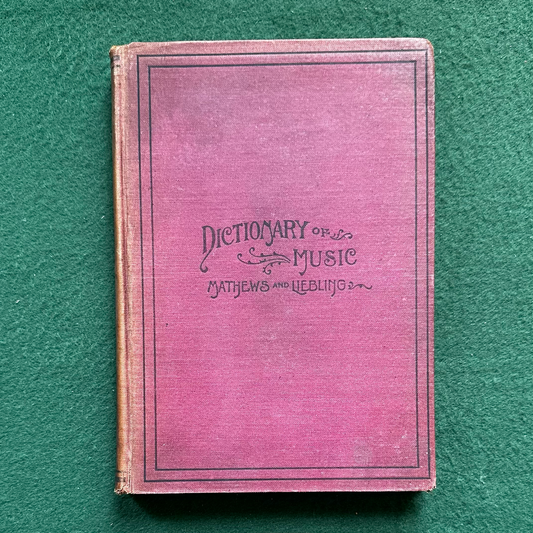 DICTIONARY OF
MUSIC
MATHEWS AND LIEBLING